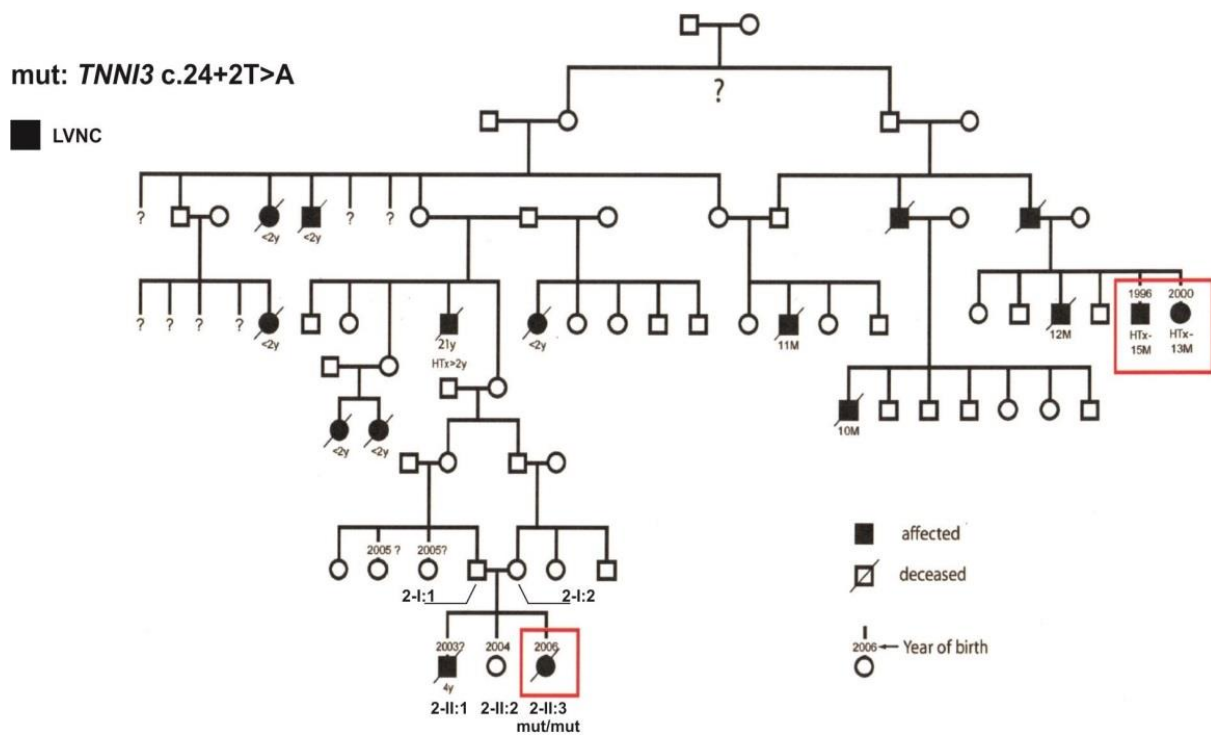 mut: TNNI3 c.24+2T>A
LVNC
?
? <2y <2y ? ?
? ? ? ? <2y
21y
HTx>2y
<2y
11M
12M
1996 2000
HTx- HTx-
15M 13M
<2y <2y
10M
2005 ? 2005?
2-I:1 2-I:2
2003? 2004 2006
4y
2-II:1 2-II:2 2-II:3
mut/mut
affected
deceased
2006 Year of birth